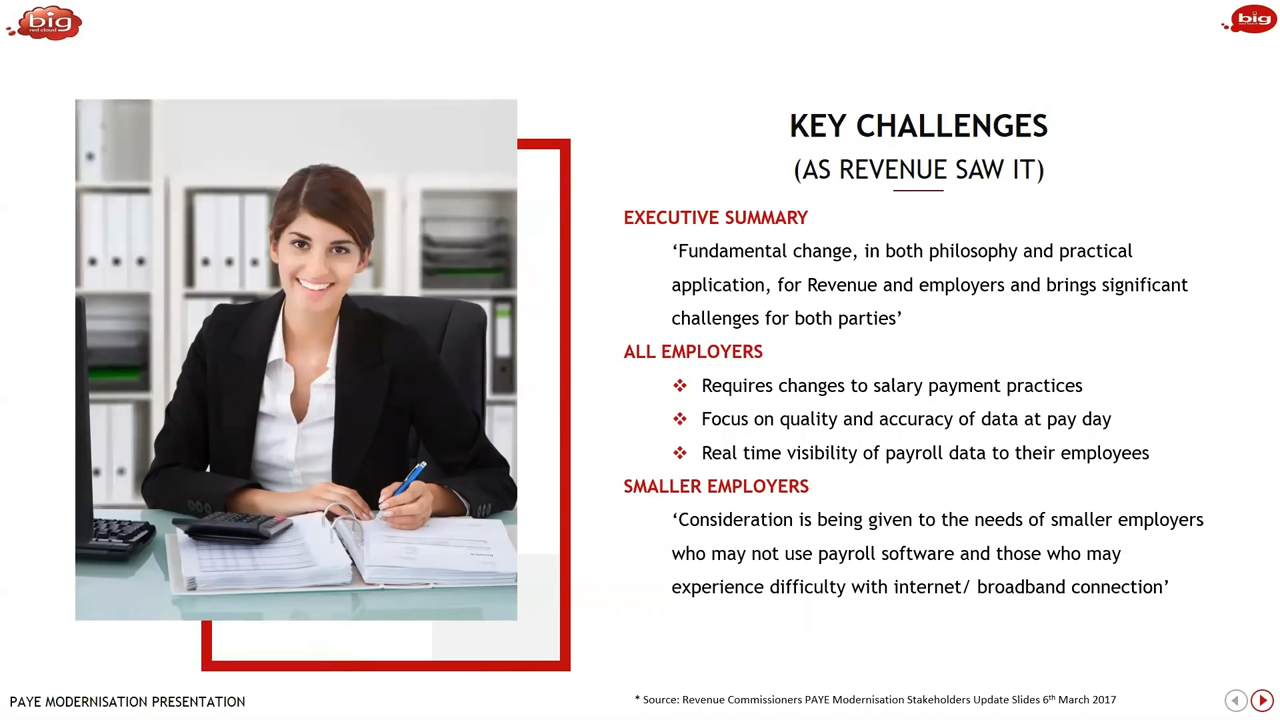 big
red cloud
big
KEY CHALLENGES
(AS REVENUE SAW IT)
EXECUTIVE SUMMARY
‘Fundamental change, in both philosophy and practical
application, for Revenue and employers and brings significant
challenges for both parties’
ALL EMPLOYERS
❖ Requires changes to salary payment practices
❖ Focus on quality and accuracy of data at pay day
❖ Real time visibility of payroll data to their employees
SMALLER EMPLOYERS
‘Consideration is being given to the needs of smaller employers
who may not use payroll software and those who may
experience difficulty with internet/ broadband connection’
PAYE MODERNISATION PRESENTATION
* Source: Revenue Commissioners PAYE Modernisation Stakeholders Update Slides 6th March 2017